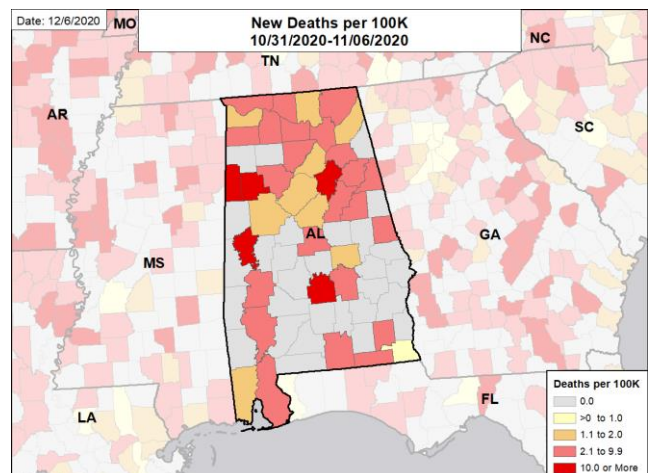 Date: 12/6/2020
New Deaths per 100K
10/31/2020-11/06/2020
MO
TN
NC
AR
SC
AL
MS
GA
LA
FL
Deaths per 100K
0.0
>0 to 1.0
1.1 to 2.0
2.1 to 9.9
10.0 or More